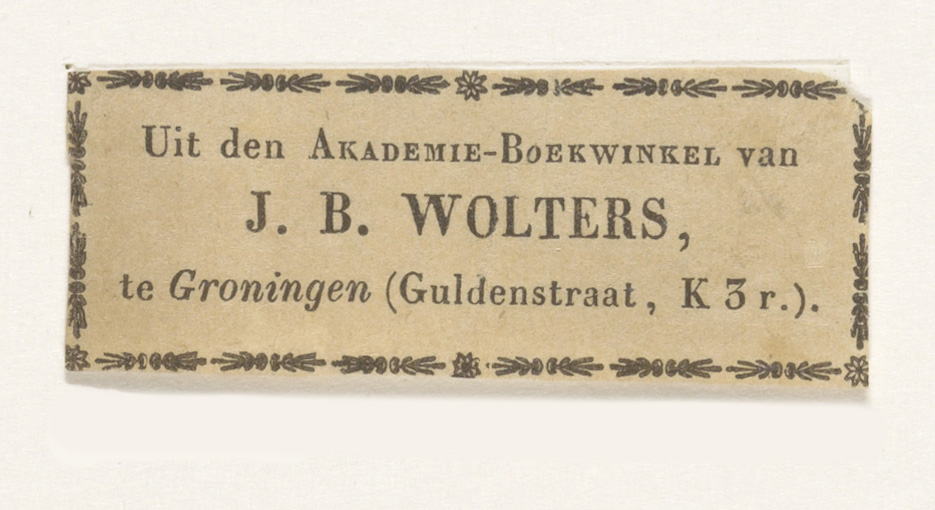 Uit den AKADEMIE-BOEKWINKEL van
J. B. WOLTERS,
te Groningen (Guldenstraat, K 3 r.).